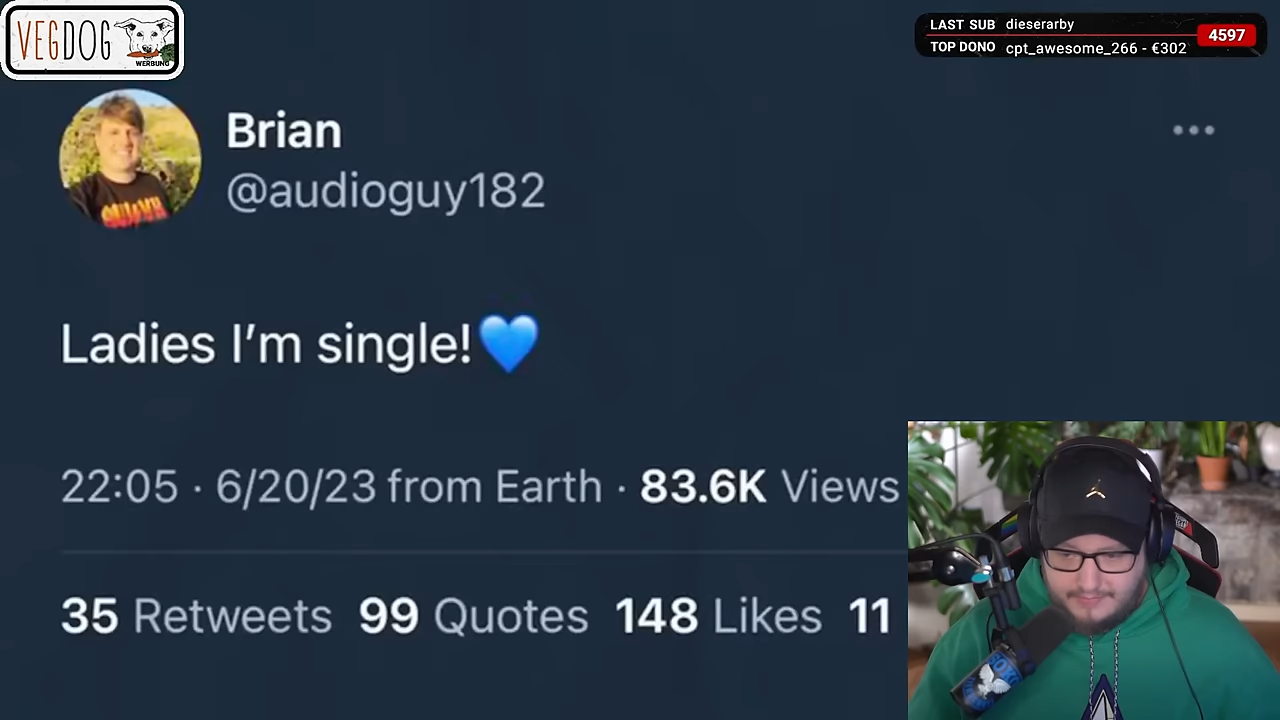 VEGDOG
WERBUNG
LAST SUB dieserarby
TOP DONO cpt_awesome_266 - €302
4597
Brian
@audioguy182
Ladies I’m single!💙
22:05 · 6/20/23 from Earth · 83.6K Views
35 Retweets 99 Quotes 148 Likes 11